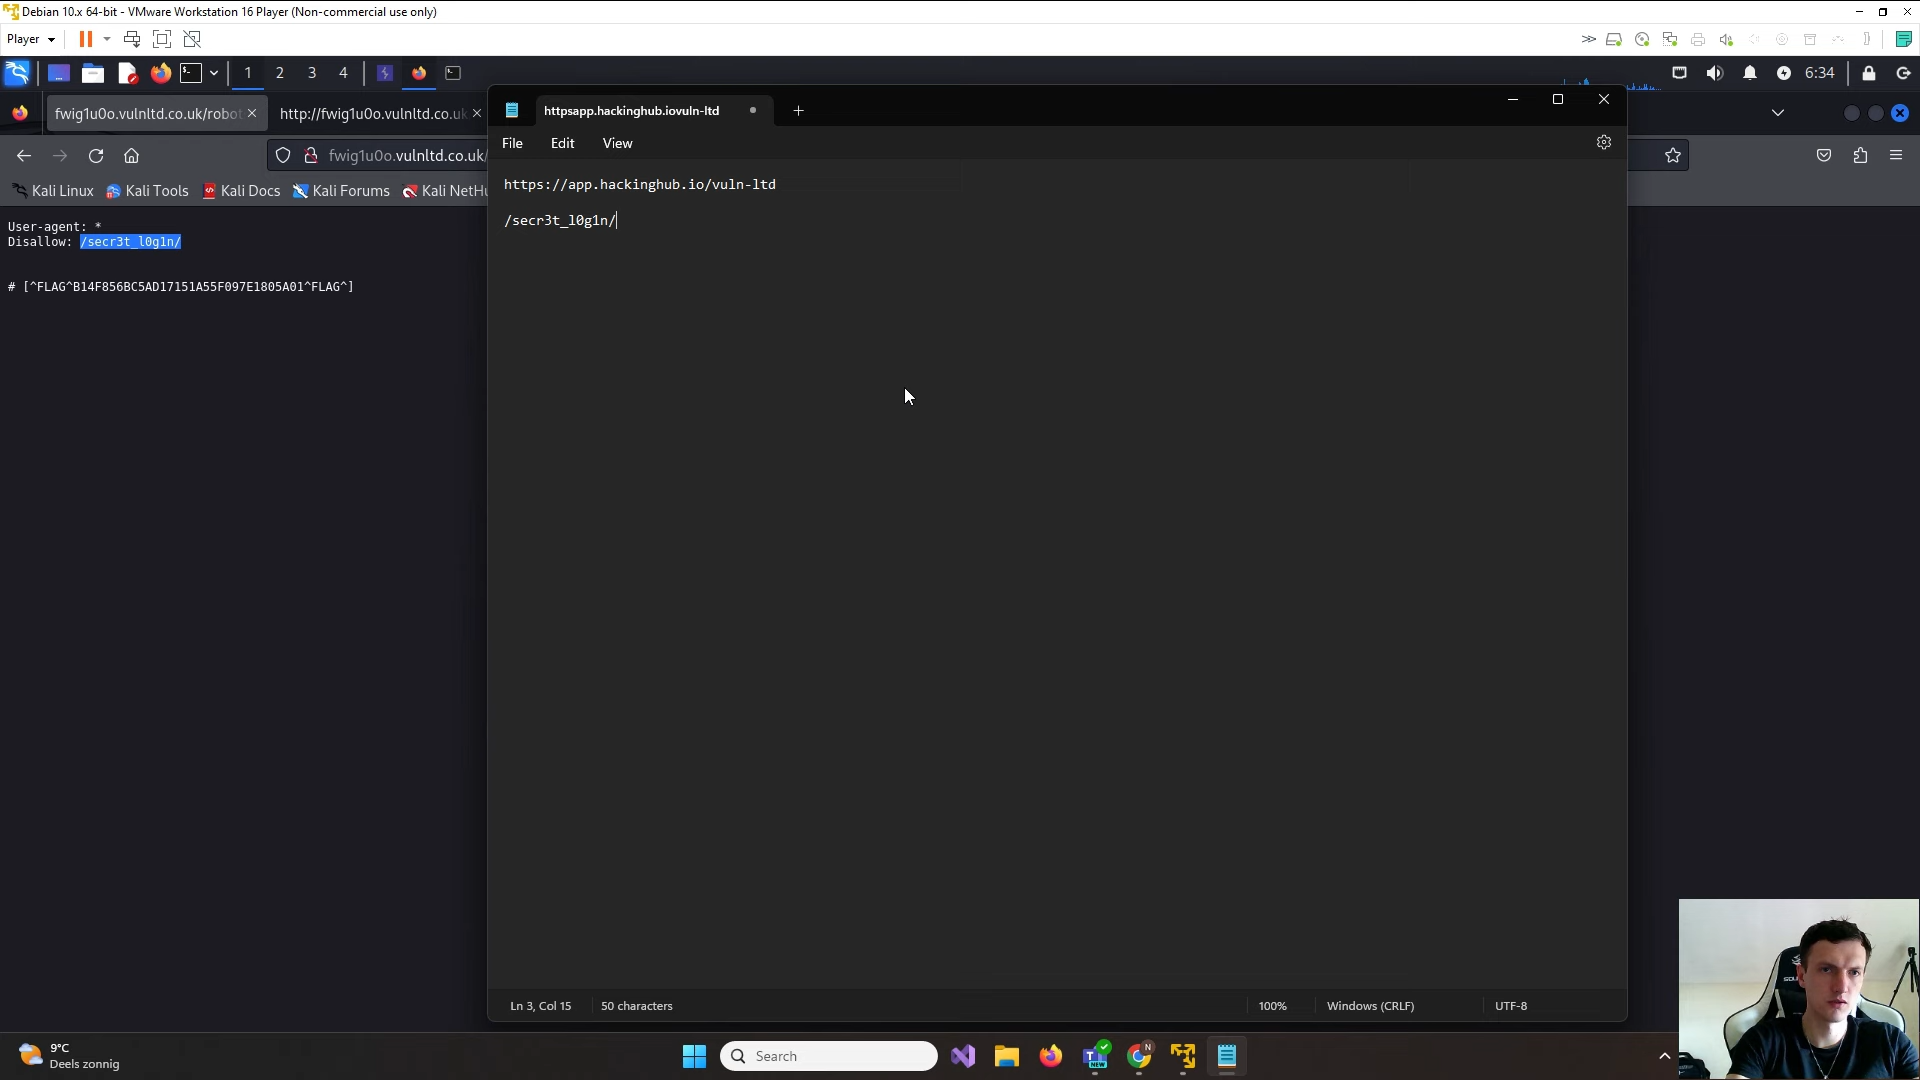 Debian 10.x 64-bit - VMware Workstation 16 Player (Non-commercial use only)
Player
1 2 3 4
6:34
fwig1u0o.vulnltd.co.uk/robot
http://fwig1u0o.vulnltd.co.uk
httpsapp.hackinghub.iovuln-ltd
File Edit View
fwig1u0o.vulnltd.co.uk/
Kali Linux Kali Tools Kali Docs Kali Forums Kali NetHu
https://app.hackinghub.io/vuln-ltd
/secr3t_l0g1n/
User-agent: *
Disallow: /secr3t_l0g1n/
# [^FLAG^B14F856BC5AD17151A55F097E1805A01^FLAG^]
Ln 3, Col 15 50 characters 100% Windows (CRLF) UTF-8
9°C
Deels zonnig
Search
NEW
N